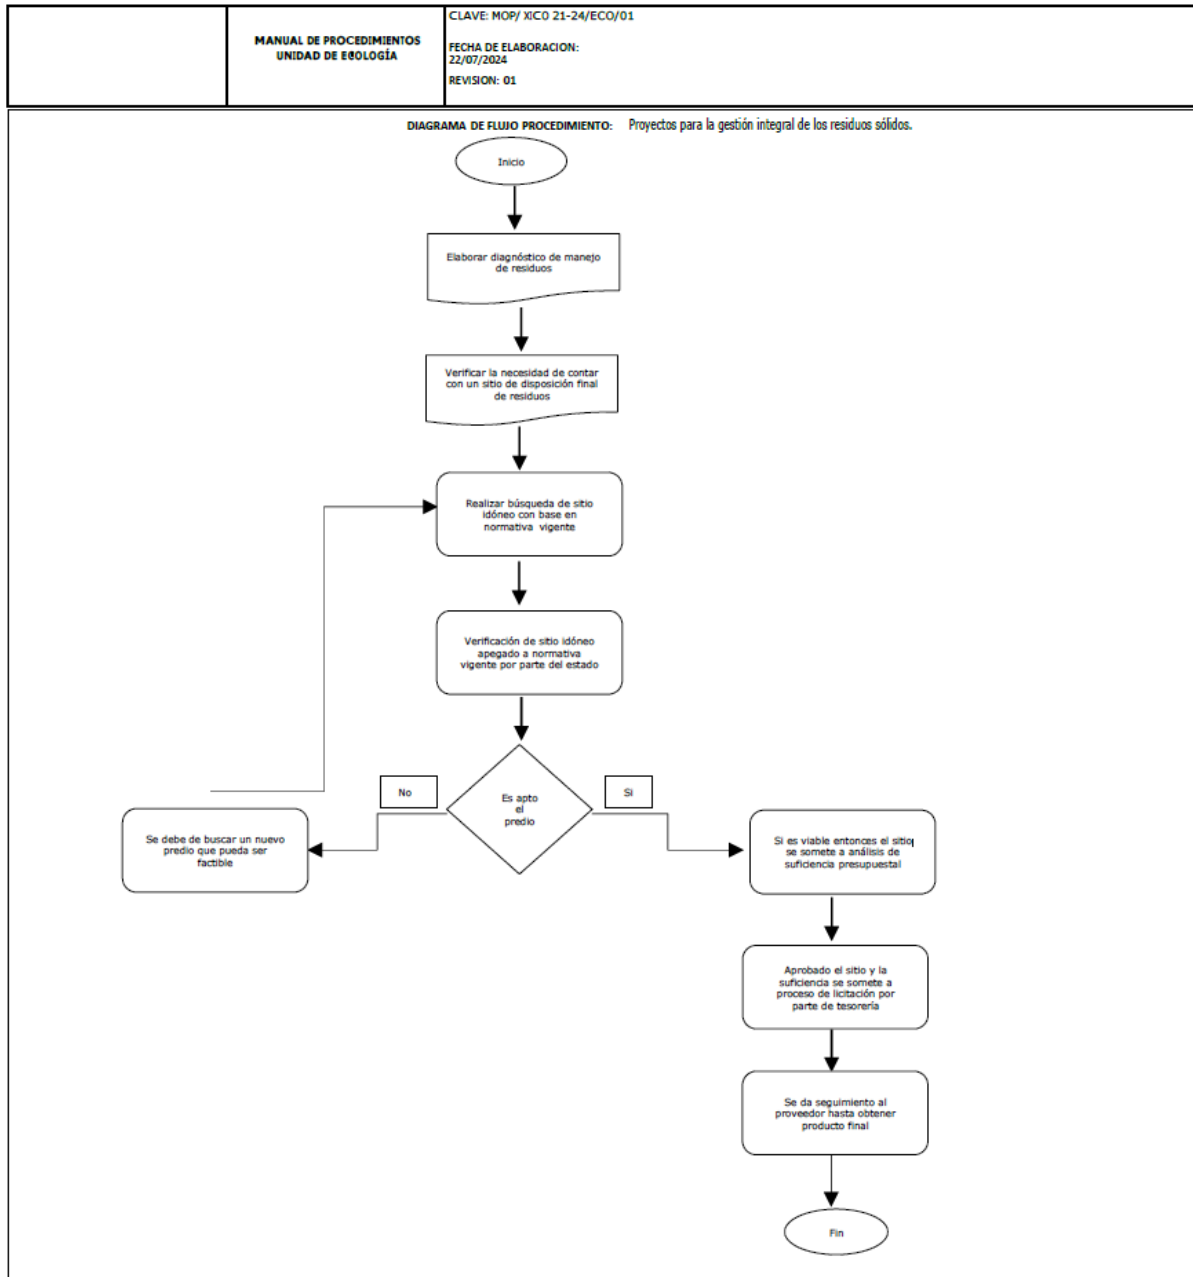 CLAVE: MOP/ XICO 21-24/ECO/01
MANUAL DE PROCEDIMIENTOS
UNIDAD DE ECOLOGÍA
FECHA DE ELABORACION:
22/07/2024
REVISION: 01
DIAGRAMA DE FLUJO PROCEDIMIENTO: Proyectos para la gestión integral de los residuos sólidos.
Inicio
Elaborar diagnóstico de manejo
de residuos
Verificar la necesidad de contar
con un sitio de disposición final
de residuos
Realizar búsqueda de sitio
idóneo con base en
normativa vigente
Verificación de sitio idóneo
apegado a normativa
vigente por parte del estado
Es apto
el
predio
No
Si
Se debe de buscar un nuevo
predio que pueda ser
factible
Si es viable entonces el sitio
se somete a análisis de
suficiencia presupuestal
Aprobado el sitio y la
suficiencia se somete a
proceso de licitación por
parte de tesorería
Se da seguimiento al
proveedor hasta obtener
producto final
Fin